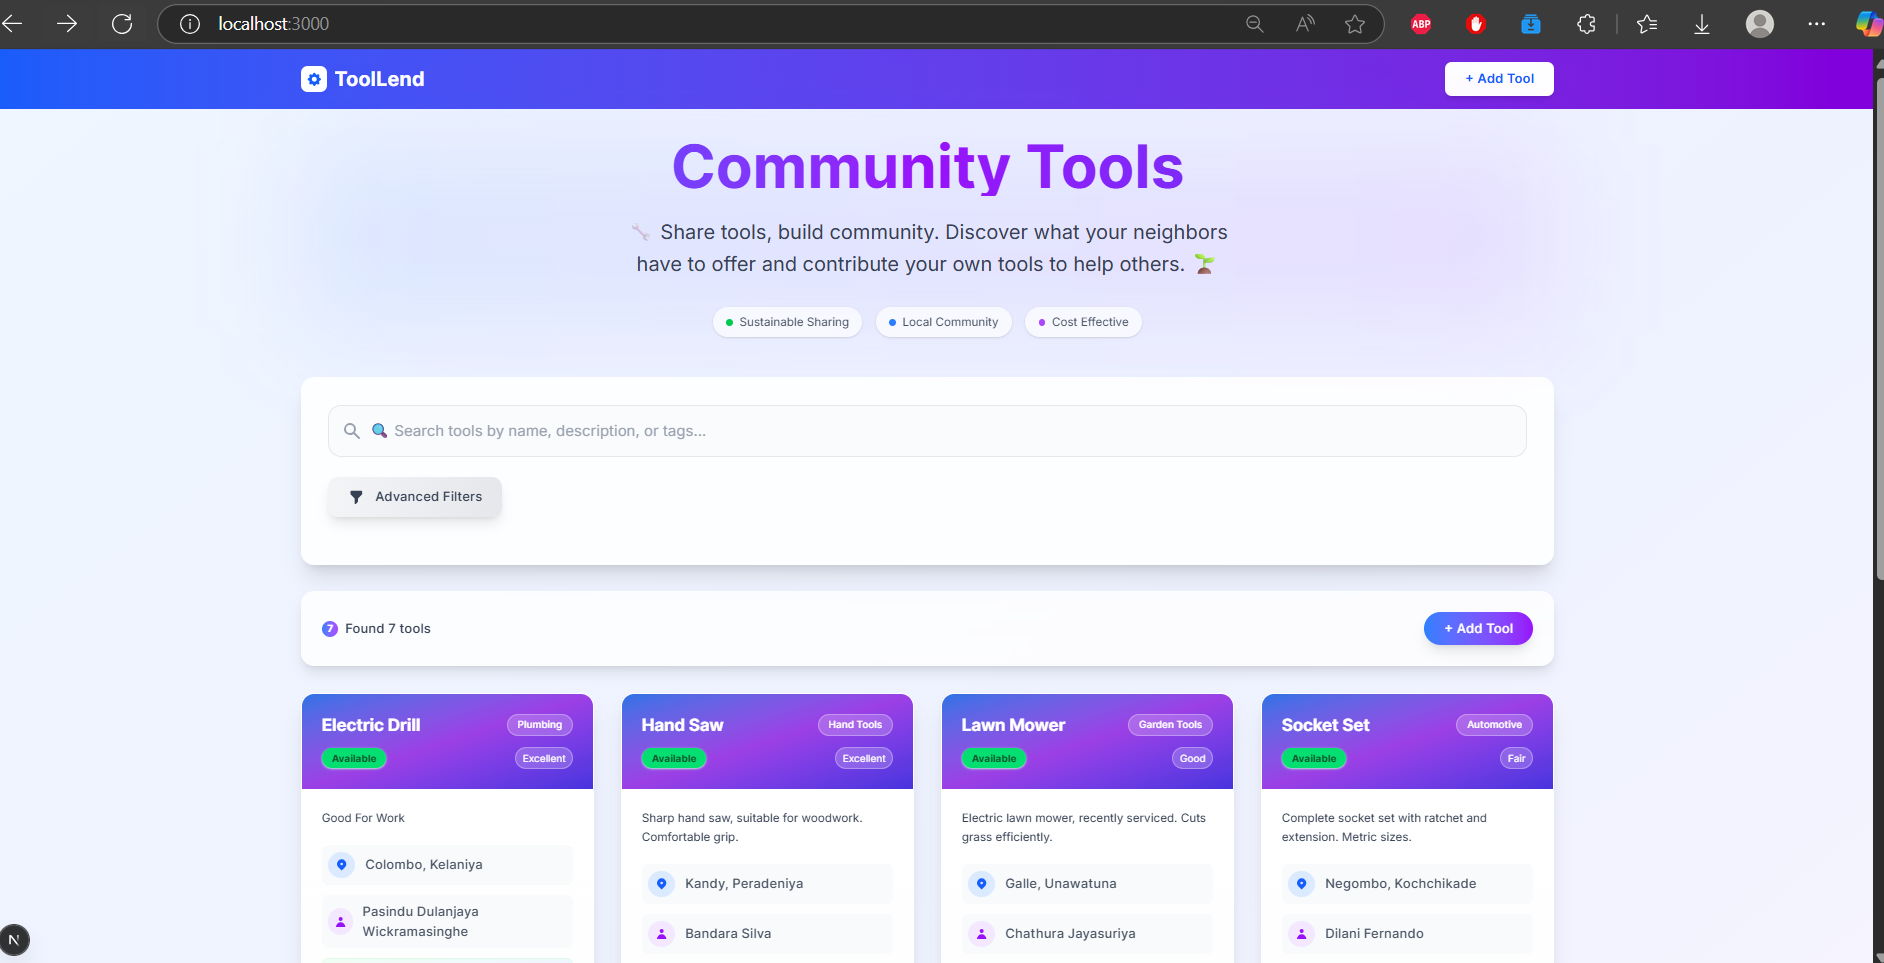 localhost:3000
ABP
ToolLend
+ Add Tool
Community Tools
🔧 Share tools, build community. Discover what your neighbors
have to offer and contribute your own tools to help others. 🌱
Sustainable Sharing
Local Community
Cost Effective
🔍 Search tools by name, description, or tags...
Advanced Filters
7 Found 7 tools
+ Add Tool
Electric Drill
Plumbing
Available
Excellent
Good For Work
Colombo, Kelaniya
Pasindu Dulanjaya
Wickramasinghe
Hand Saw
Hand Tools
Available
Excellent
Sharp hand saw, suitable for woodwork.
Comfortable grip.
Kandy, Peradeniya
Bandara Silva
Lawn Mower
Garden Tools
Available
Good
Electric lawn mower, recently serviced. Cuts
grass efficiently.
Galle, Unawatuna
Chathura Jayasuriya
Socket Set
Automotive
Available
Fair
Complete socket set with ratchet and
extension. Metric sizes.
Negombo, Kochchikade
Dilani Fernando
N